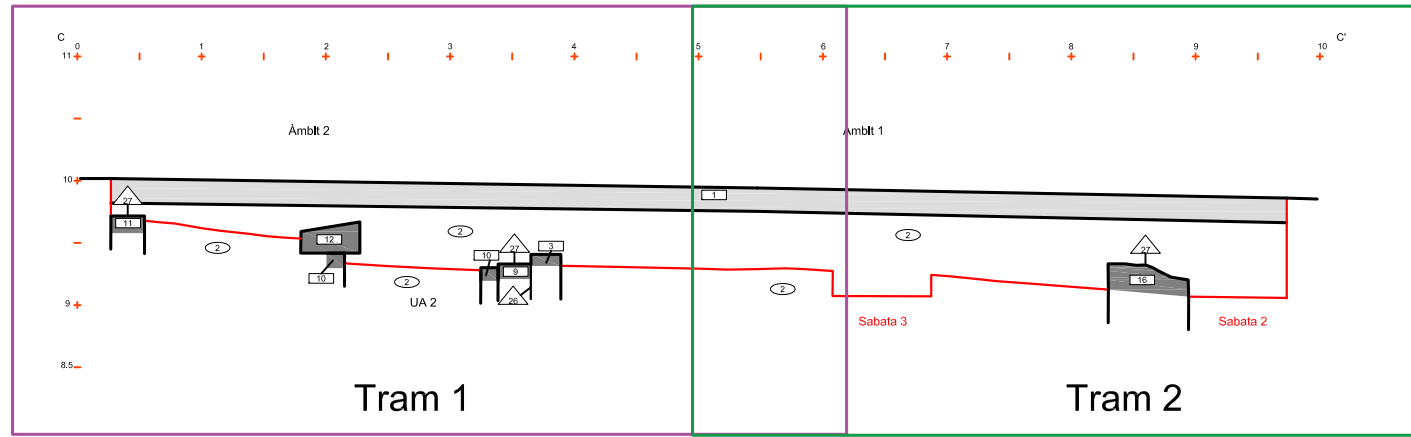 C 0 1 2 3 4 5 6 7 8 9 10 C'
11
Àmbit 2 Àmbit 1
10
27 1
11 12 2 2
2 10 27 3 27
10 9 16
2 26 2
9 UA 2
Sabata 3 Sabata 2
8.5
Tram 1 Tram 2